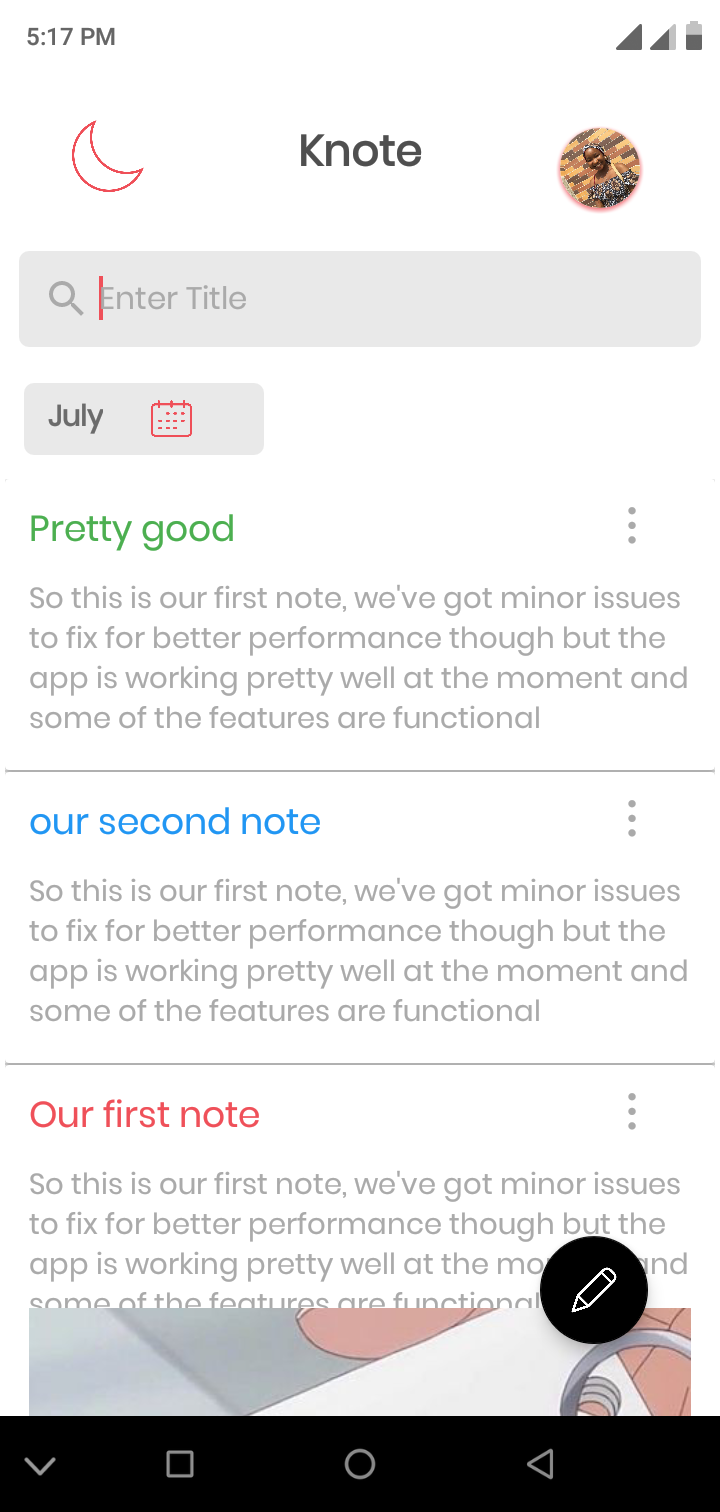 5:17 PM
Knote
Enter Title
July
Pretty good
So this is our first note, we've got minor issues
to fix for better performance though but the
app is working pretty well at the moment and
some of the features are functional
our second note
So this is our first note, we've got minor issues
to fix for better performance though but the
app is working pretty well at the moment and
some of the features are functional
Our first note
So this is our first note, we've got minor issues
to fix for better performance though but the
app is working pretty well at the mo and
some of the features are functional